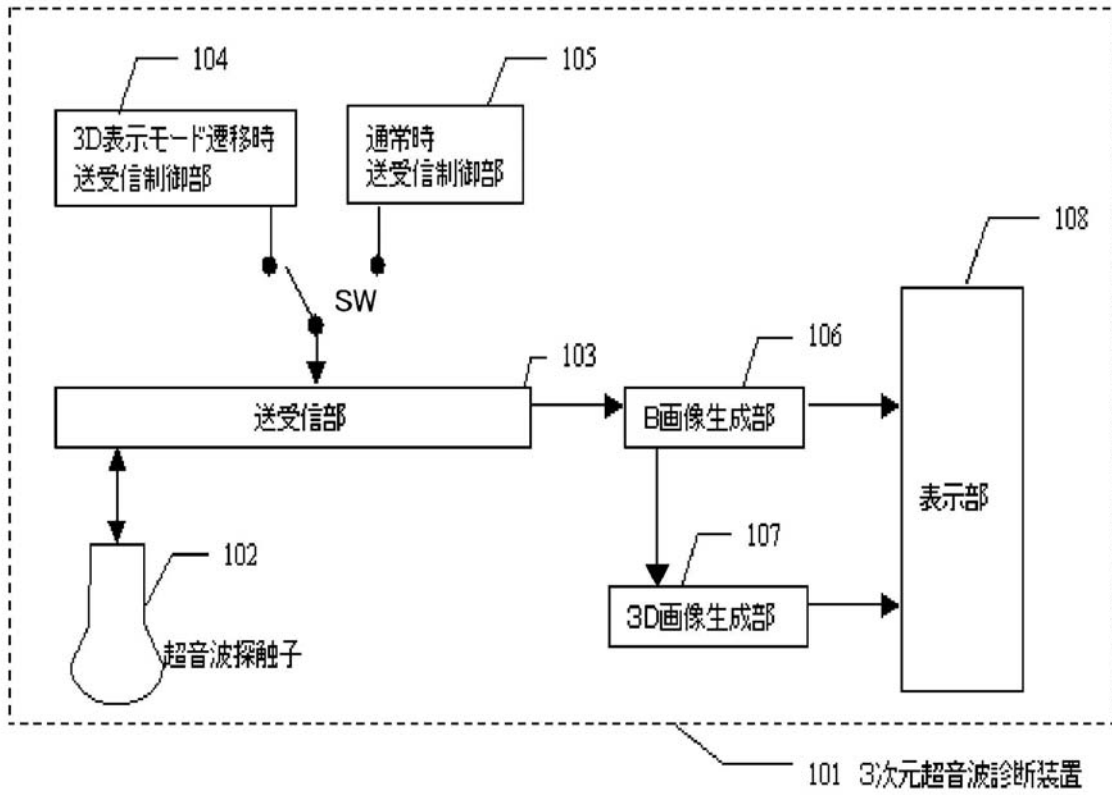 104
105
3D表示モード遷移時
送受信制御部
通常時
送受信制御部
108
SW
103
106
送受信部
B画像生成部
表示部
102
107
超音波探触子
3D画像生成部
101 3次元超音波診断装置